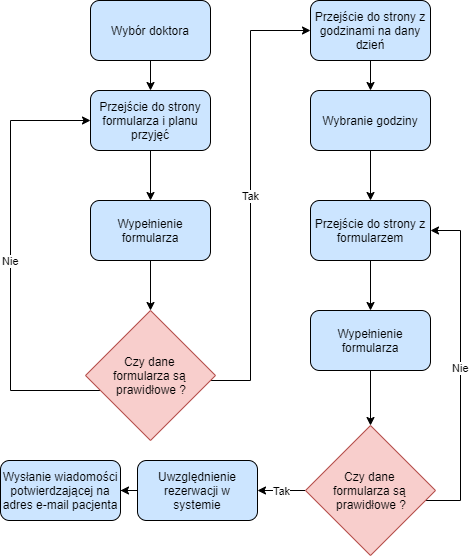 Wybór doktora
Przejście do strony
formularza i planu
przyjęć
Wypełnienie
formularza
Nie
Czy dane
formularza są
prawidłowe ?
Tak
Przejście do strony z
godzinami na dany
dzień
Wybranie godziny
Przejście do strony z
formularzem
Wypełnienie
formularza
Nie
Czy dane
formularza są
prawidłowe ?
Tak
Uwzględnienie
rezerwacji w
systemie
Wysłanie wiadomości
potwierdzającej na
adres e-mail pacjenta